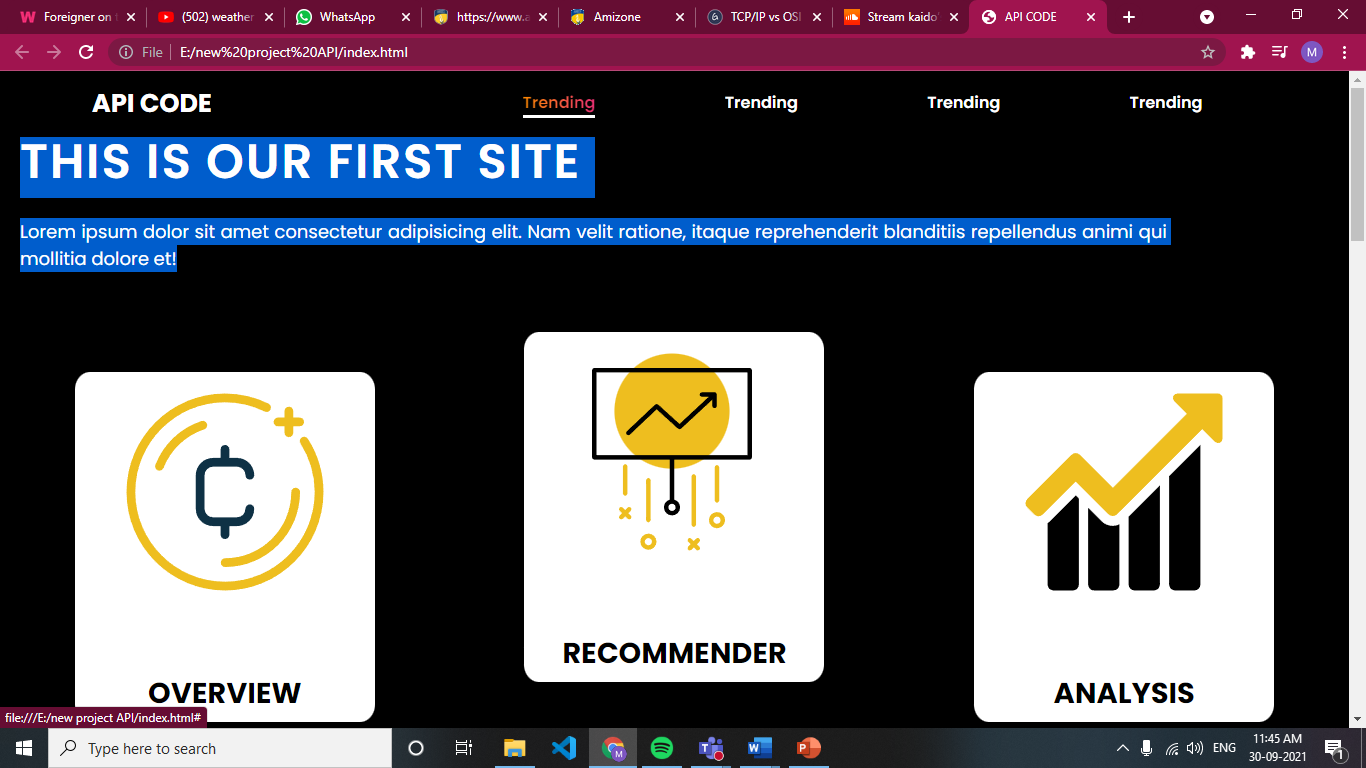 Foreigner on t
(502) weather
WhatsApp
https://www.a
Amizone
TCP/IP vs OSI
Stream kaido'
API CODE
File
E:/new%20project%20API/index.html
M
API CODE
Trending
Trending
Trending
Trending
THIS IS OUR FIRST SITE
Lorem ipsum dolor sit amet consectetur adipisicing elit. Nam velit ratione, itaque reprehenderit blanditiis repellendus animi qui
mollitia dolore et!
RECOMMENDER
OVERVIEW
ANALYSIS
file:///E:/new project API/index.html#
Type here to search
ENG
11:45 AM
30-09-2021
1